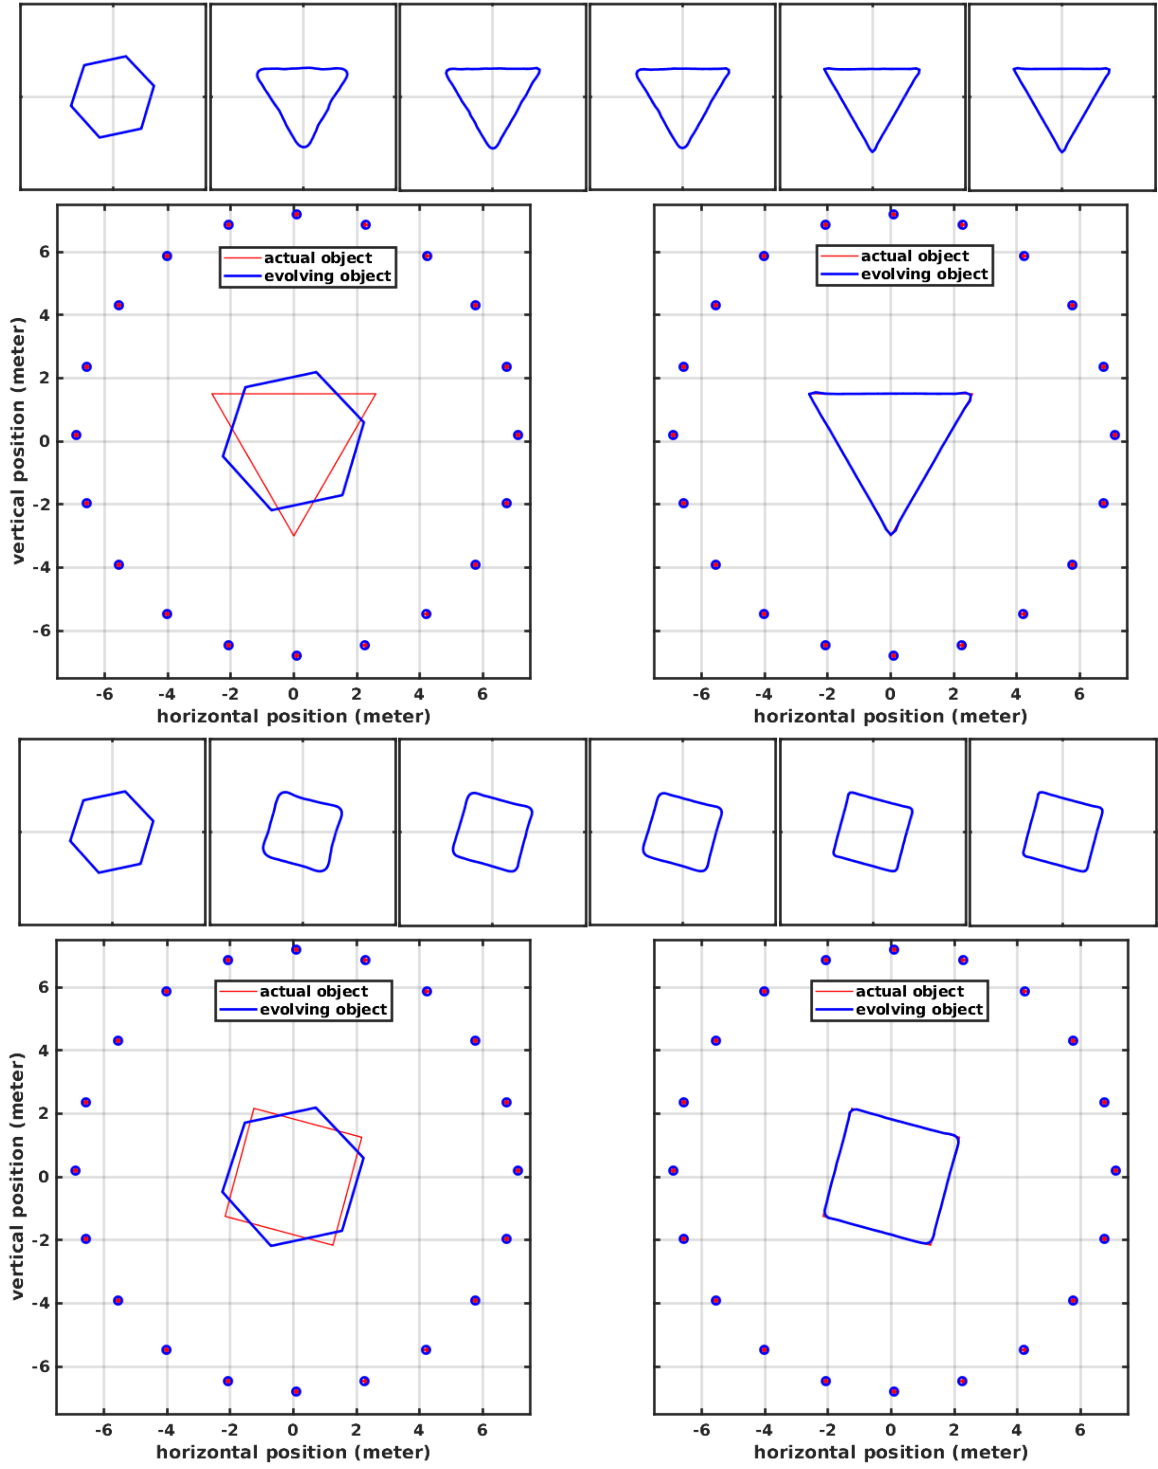 actual object
evolving object
actual object
evolving object
6
4
2
0
-2
-4
-6
vertical position (meter)
-6 -4 -2 0 2 4 6
-6 -4 -2 0 2 4 6
horizontal position (meter)
horizontal position (meter)
actual object
evolving object
actual object
evolving object
6
4
2
0
-2
-4
-6
vertical position (meter)
-6 -4 -2 0 2 4 6
-6 -4 -2 0 2 4 6
horizontal position (meter)
horizontal position (meter)